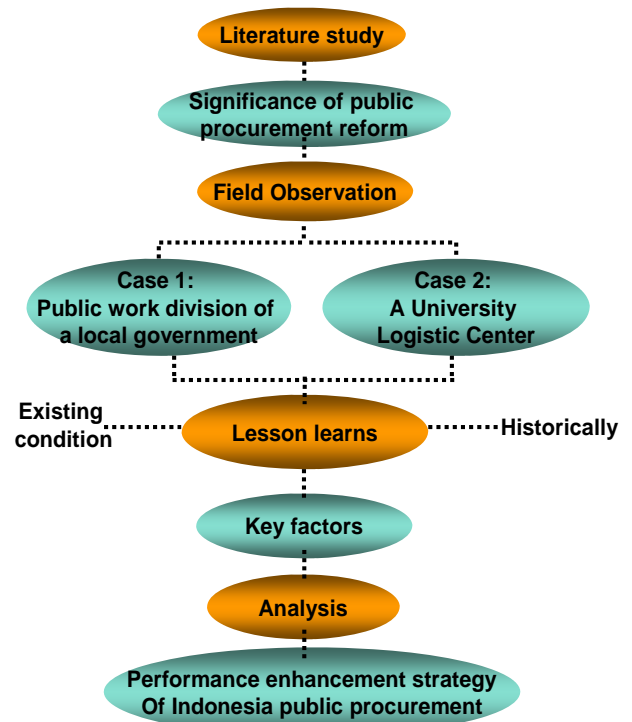 Literature study
Significance of public
procurement reform
Field Observation
Case 1:
Public work division of
a local government
Case 2:
A University
Logistic Center
Existing
condition
Lesson learns
Historically
Key factors
Analysis
Performance enhancement strategy
Of Indonesia public procurement